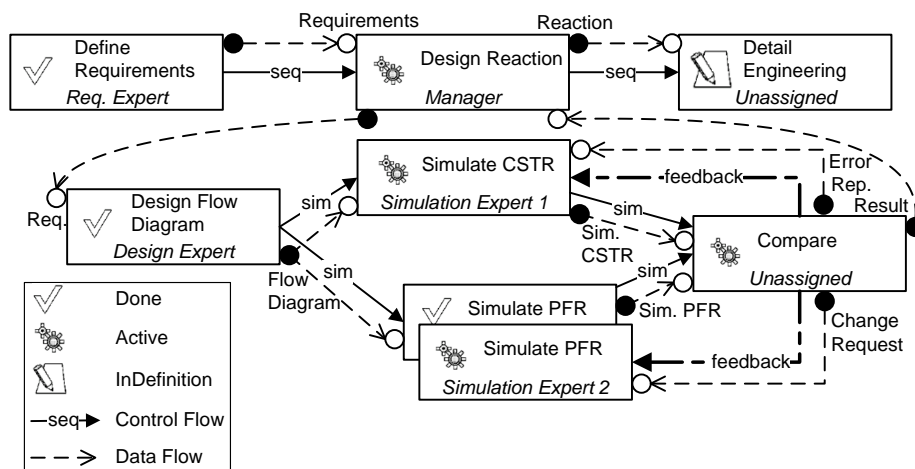 Requirements
Reaction
Define
Requirements
Req. Expert
seq
Design Reaction
Manager
seq
Detail
Engineering
Unassigned
Req.
Design Flow
Diagram
Design Expert
sim
Simulate CSTR
Simulation Expert 1
feedback
Error
Rep.
Result
sim
Sim.
CSTR
Compare
Unassigned
Flow
Diagram
sim
sim
Sim. PFR
Simulate PFR
Simulate PFR
Simulation Expert 2
feedback
Change
Request
Done
Active
InDefinition
seq
Control Flow
Data Flow